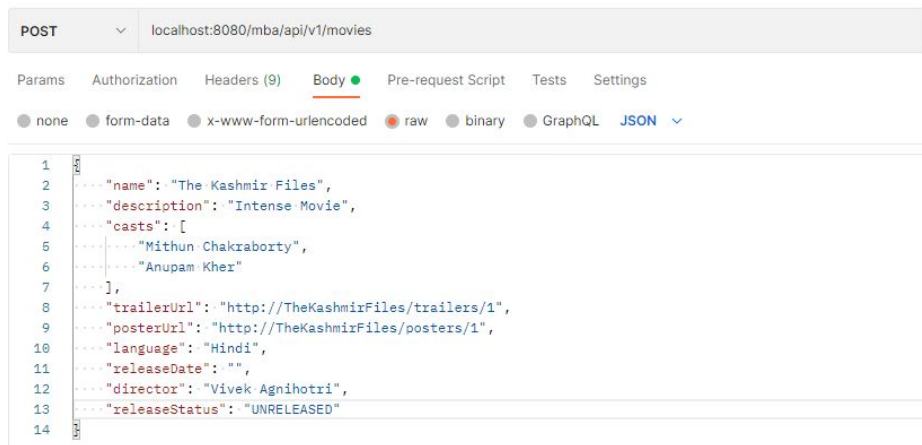 POST localhost:8080/mba/api/v1/movies
Params Authorization Headers (9) Body Pre-request Script Tests Settings
none form-data x-www-form-urlencoded raw binary GraphQL JSON
1 {
2 "name": "The Kashmir Files",
3 "description": "Intense Movie",
4 "casts": [
5 "Mithun Chakraborty",
6 "Anupam Kher"
7 ],
8 "trailerUrl": "http://TheKashmirFiles/trailers/1",
9 "posterUrl": "http://TheKashmirFiles/posters/1",
10 "language": "Hindi",
11 "releaseDate": "",
12 "director": "Vivek Agnihotri",
13 "releaseStatus": "UNRELEASED"
14 }